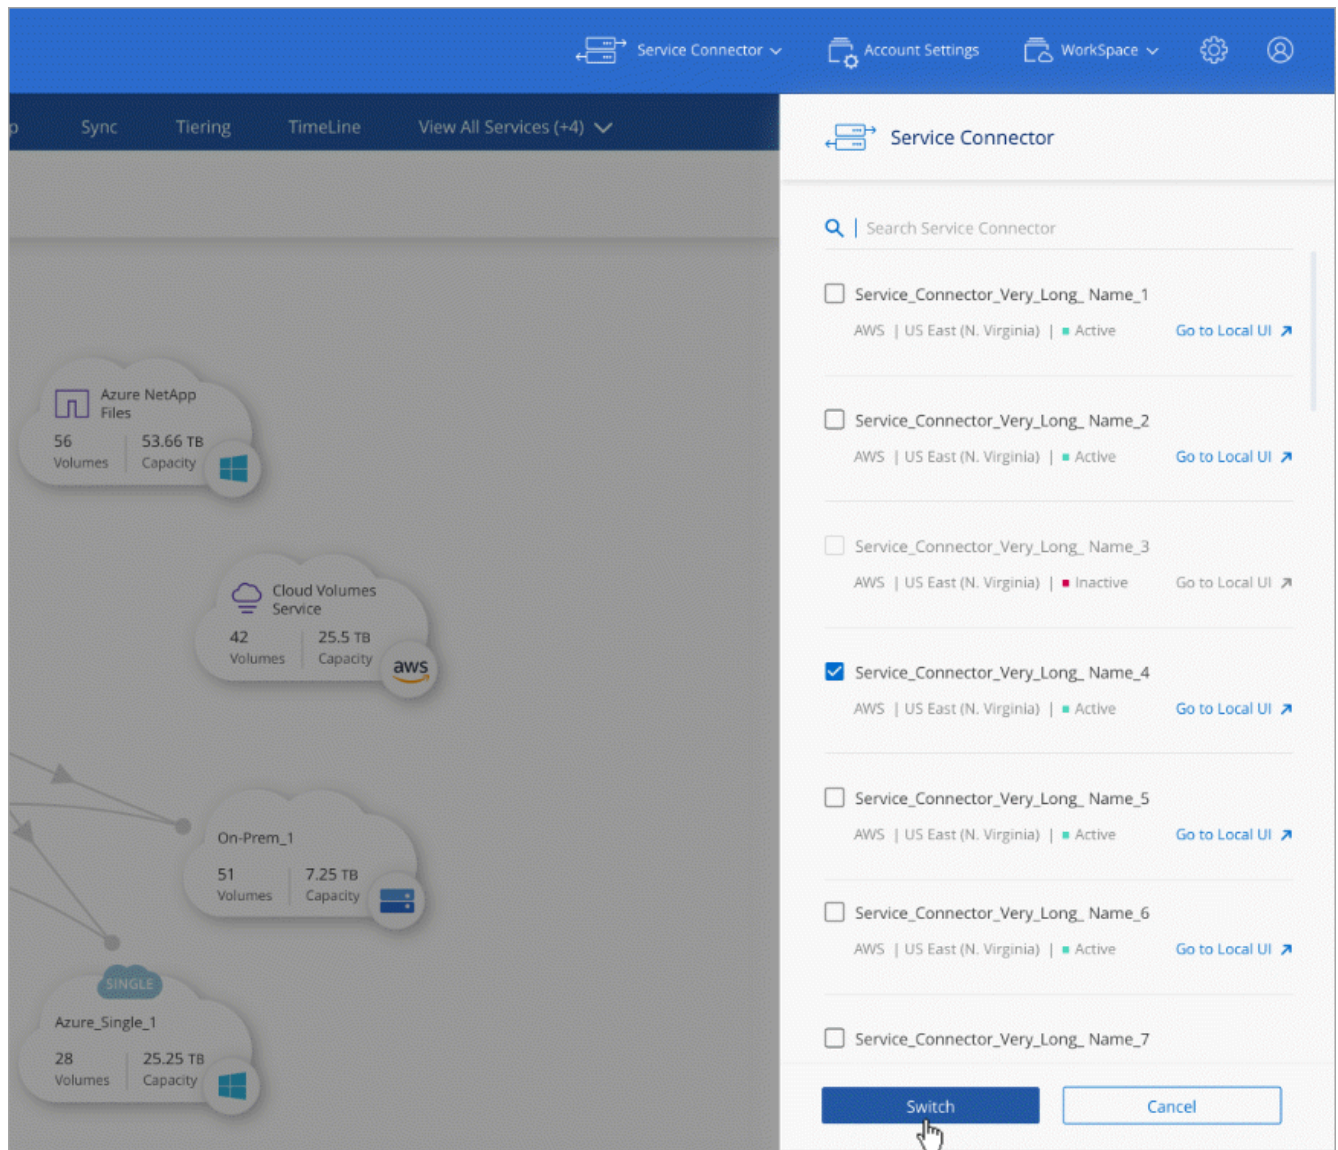 Service Connector
Account Settings
WorkSpace
p
Sync
Tiering
TimeLine
View All Services (+4)
Service Connector
Search Service Connector
Service_Connector_Very_Long_ Name_1
AWS | US East (N. Virginia) | Active
Go to Local UI
Service_Connector_Very_Long_ Name_2
AWS | US East (N. Virginia) | Active
Go to Local UI
Service_Connector_Very_Long_ Name_3
AWS | US East (N. Virginia) | Inactive
Go to Local UI
Service_Connector_Very_Long_ Name_4
AWS | US East (N. Virginia) | Active
Go to Local UI
Service_Connector_Very_Long_ Name_5
AWS | US East (N. Virginia) | Active
Go to Local UI
Service_Connector_Very_Long_ Name_6
AWS | US East (N. Virginia) | Active
Go to Local UI
Service_Connector_Very_Long_ Name_7
Switch
Cancel
Azure NetApp
Files
56
Volumes
53.66 TB
Capacity
Cloud Volumes
Service
42
Volumes
25.5 TB
Capacity
aws
On-Prem_1
51
Volumes
7.25 TB
Capacity
SINGLE
Azure_Single_1
28
Volumes
25.25 TB
Capacity